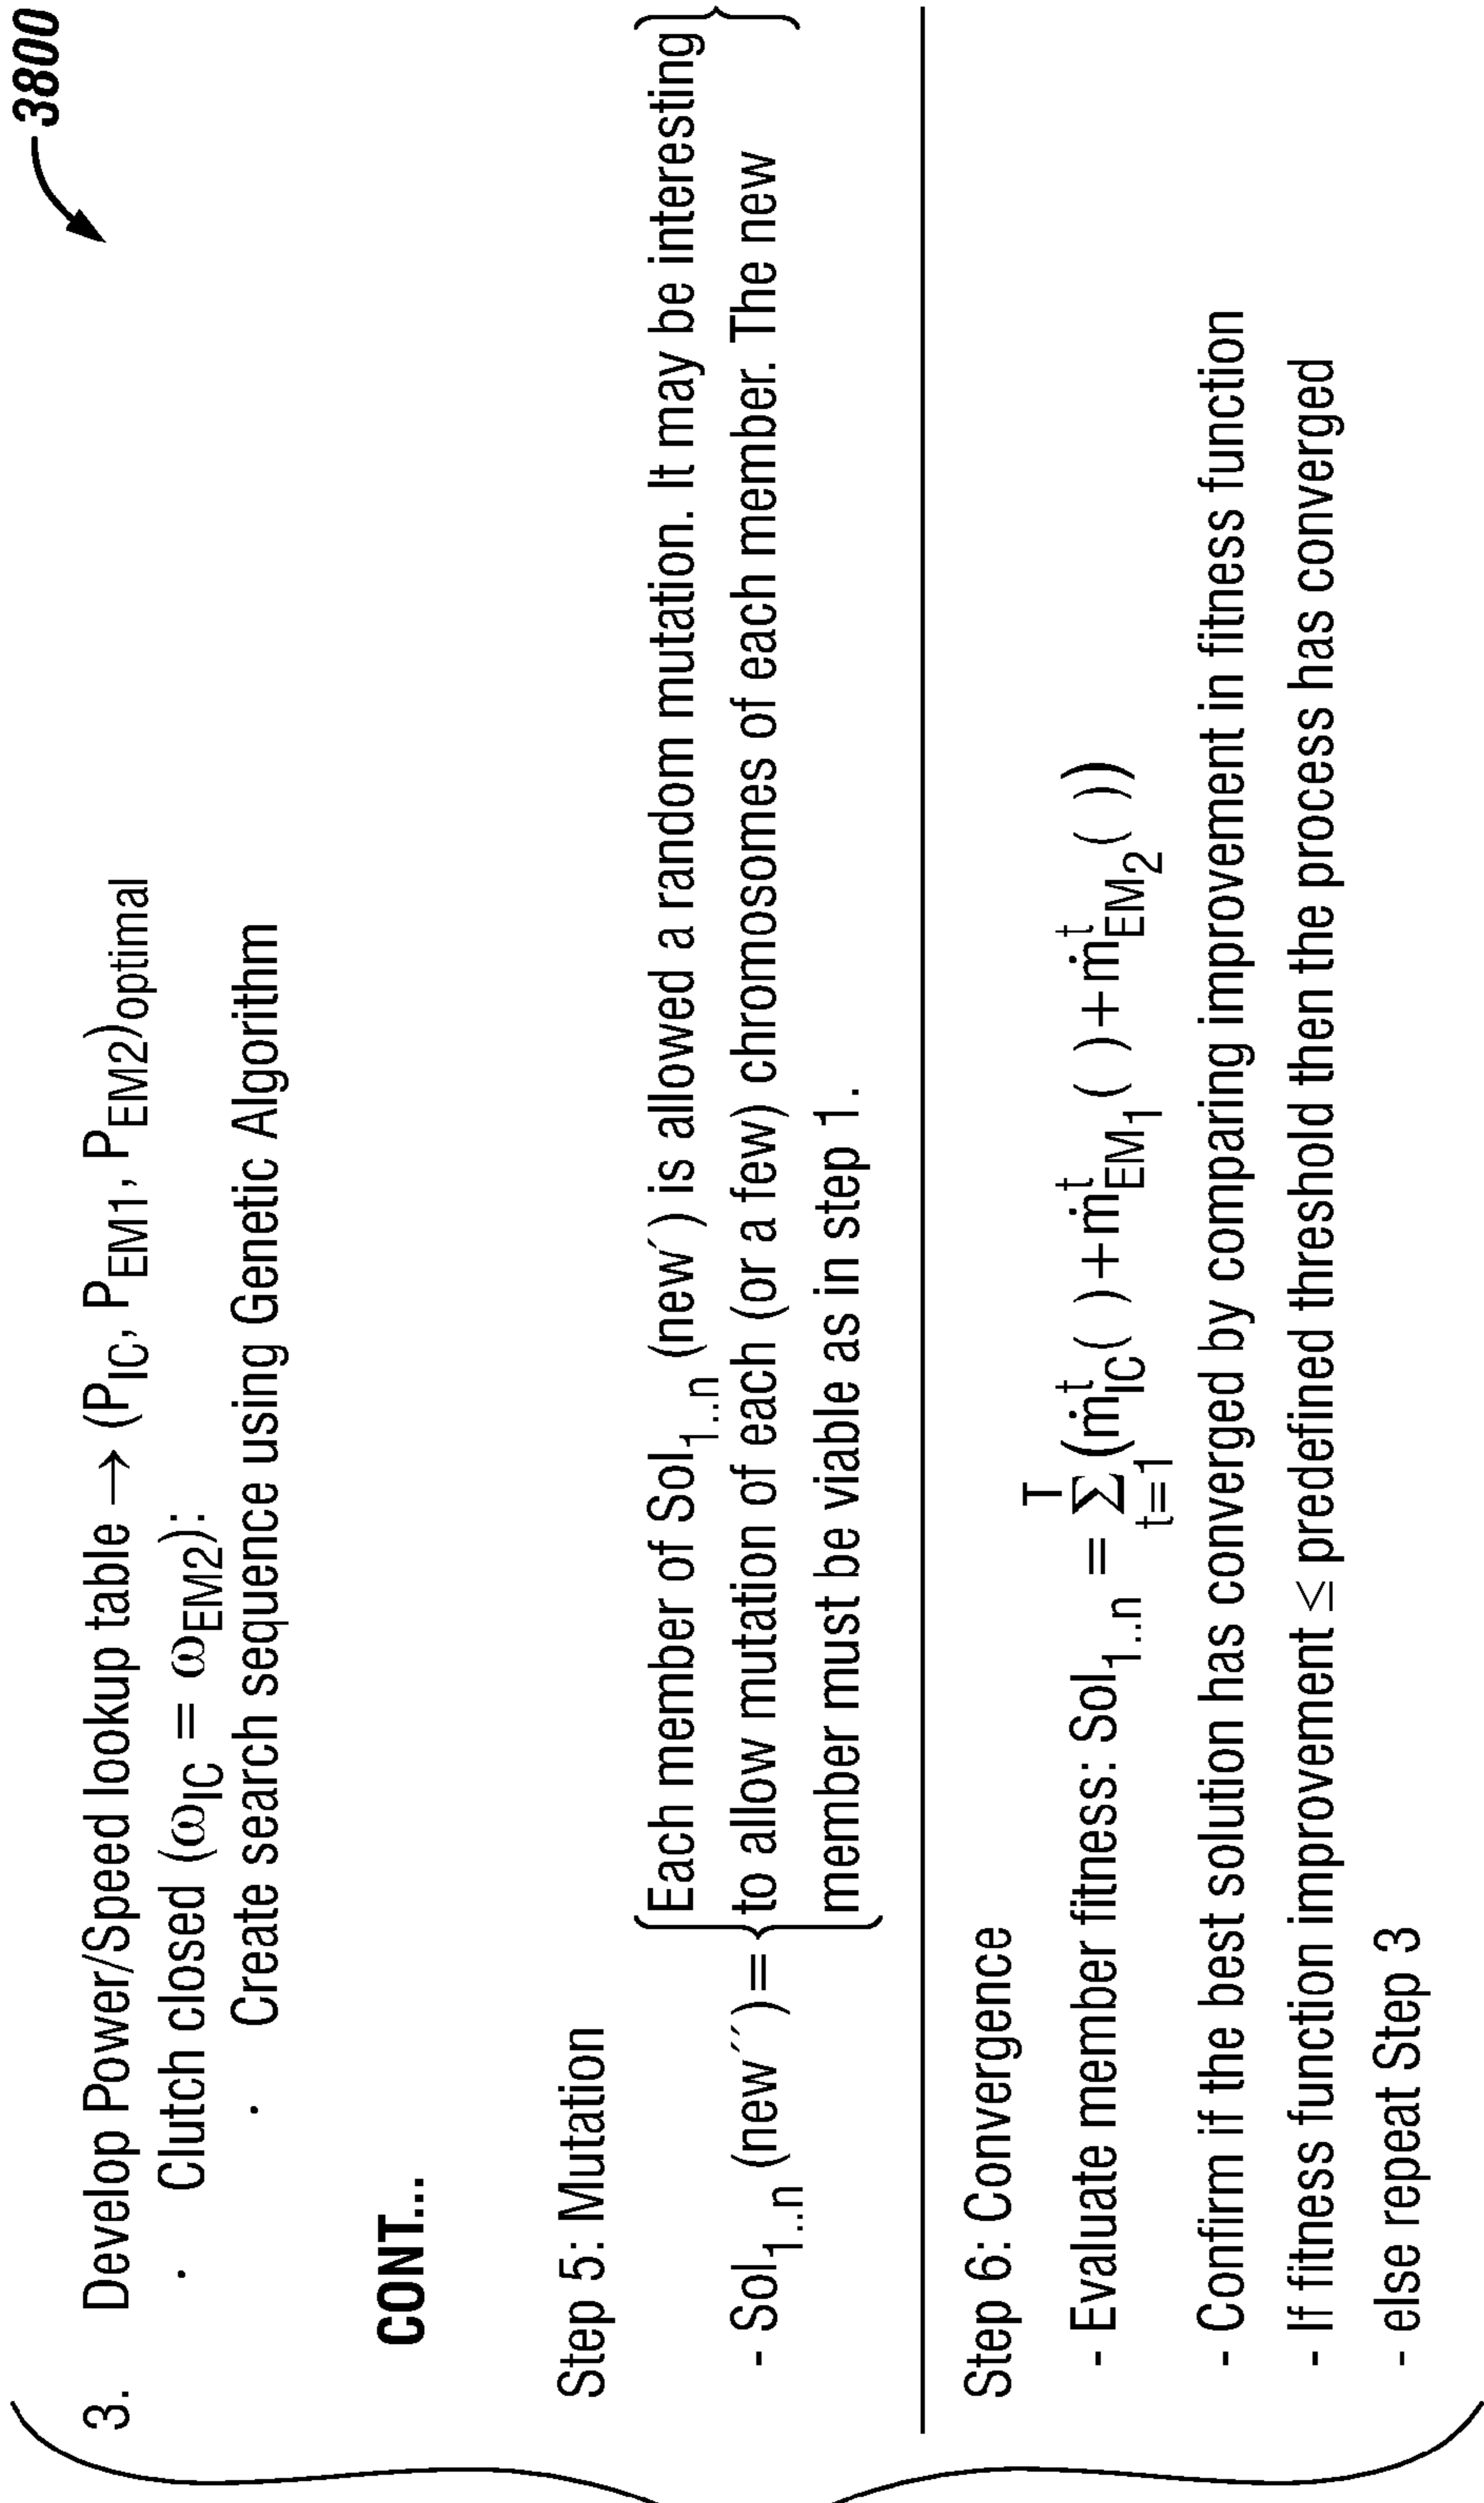 3800
3. Develop Power/Speed lookup table → (P_IC, P_EM1, P_EM2)optimal
· Clutch closed (ω_IC = ω_EM2):
· Create search sequence using Genetic Algorithm
CONT...
Step 5: Mutation
- Sol_1..n (new´´) = {Each member of Sol_1..n (new´) is allowed a random mutation. It may be interesting}
to allow mutation of each (or a few) chromosomes of each member. The new
member must be viable as in step 1.
Step 6: Convergence
- Evaluate member fitness: Sol_1..n = Σ_{t=1}^{T} (ṁ_IC^t ( ) + ṁ_EM_1^t ( ) + ṁ_EM_2^t ( ))
- Confirm if the best solution has converged by comparing improvement in fitness function
- If fitness function improvement ≤ predefined threshold then the process has converged
- else repeat Step 3